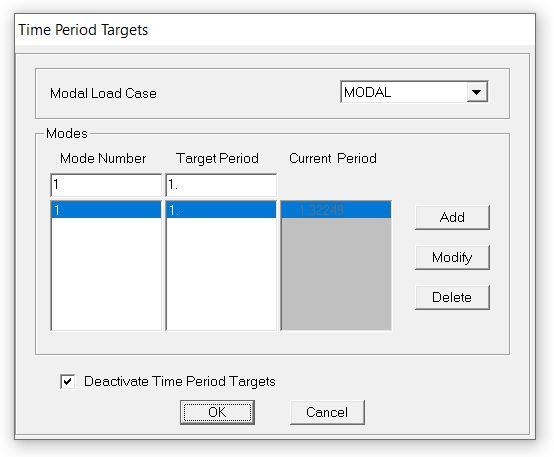 Time Period Targets
Modal Load Case MODAL
Modes
Mode Number Target Period Current Period
1 1.
1 1. 1.32249
Add
Modify
Delete
Deactivate Time Period Targets
OK Cancel